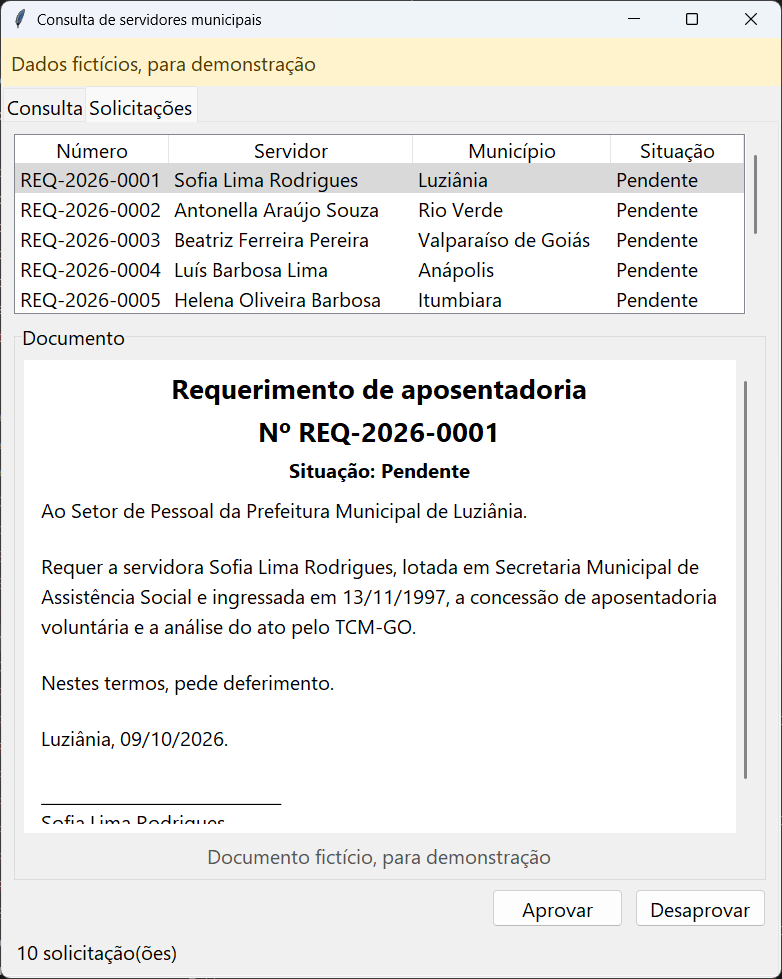 Consulta de servidores municipais
Dados fictícios, para demonstração
Consulta Solicitações
Número Servidor Município Situação
REQ-2026-0001 Sofia Lima Rodrigues Luziânia Pendente
REQ-2026-0002 Antonella Araújo Souza Rio Verde Pendente
REQ-2026-0003 Beatriz Ferreira Pereira Valparaíso de Goiás Pendente
REQ-2026-0004 Luís Barbosa Lima Anápolis Pendente
REQ-2026-0005 Helena Oliveira Barbosa Itumbiara Pendente
Documento
Requerimento de aposentadoria
Nº REQ-2026-0001
Situação: Pendente
Ao Setor de Pessoal da Prefeitura Municipal de Luziânia.
Requer a servidora Sofia Lima Rodrigues, lotada em Secretaria Municipal de
Assistência Social e ingressada em 13/11/1997, a concessão de aposentadoria
voluntária e a análise do ato pelo TCM-GO.
Nestes termos, pede deferimento.
Luziânia, 09/10/2026.
Sofia Lima Rodrigues
Documento fictício, para demonstração
Aprovar Desaprovar
10 solicitação(ões)